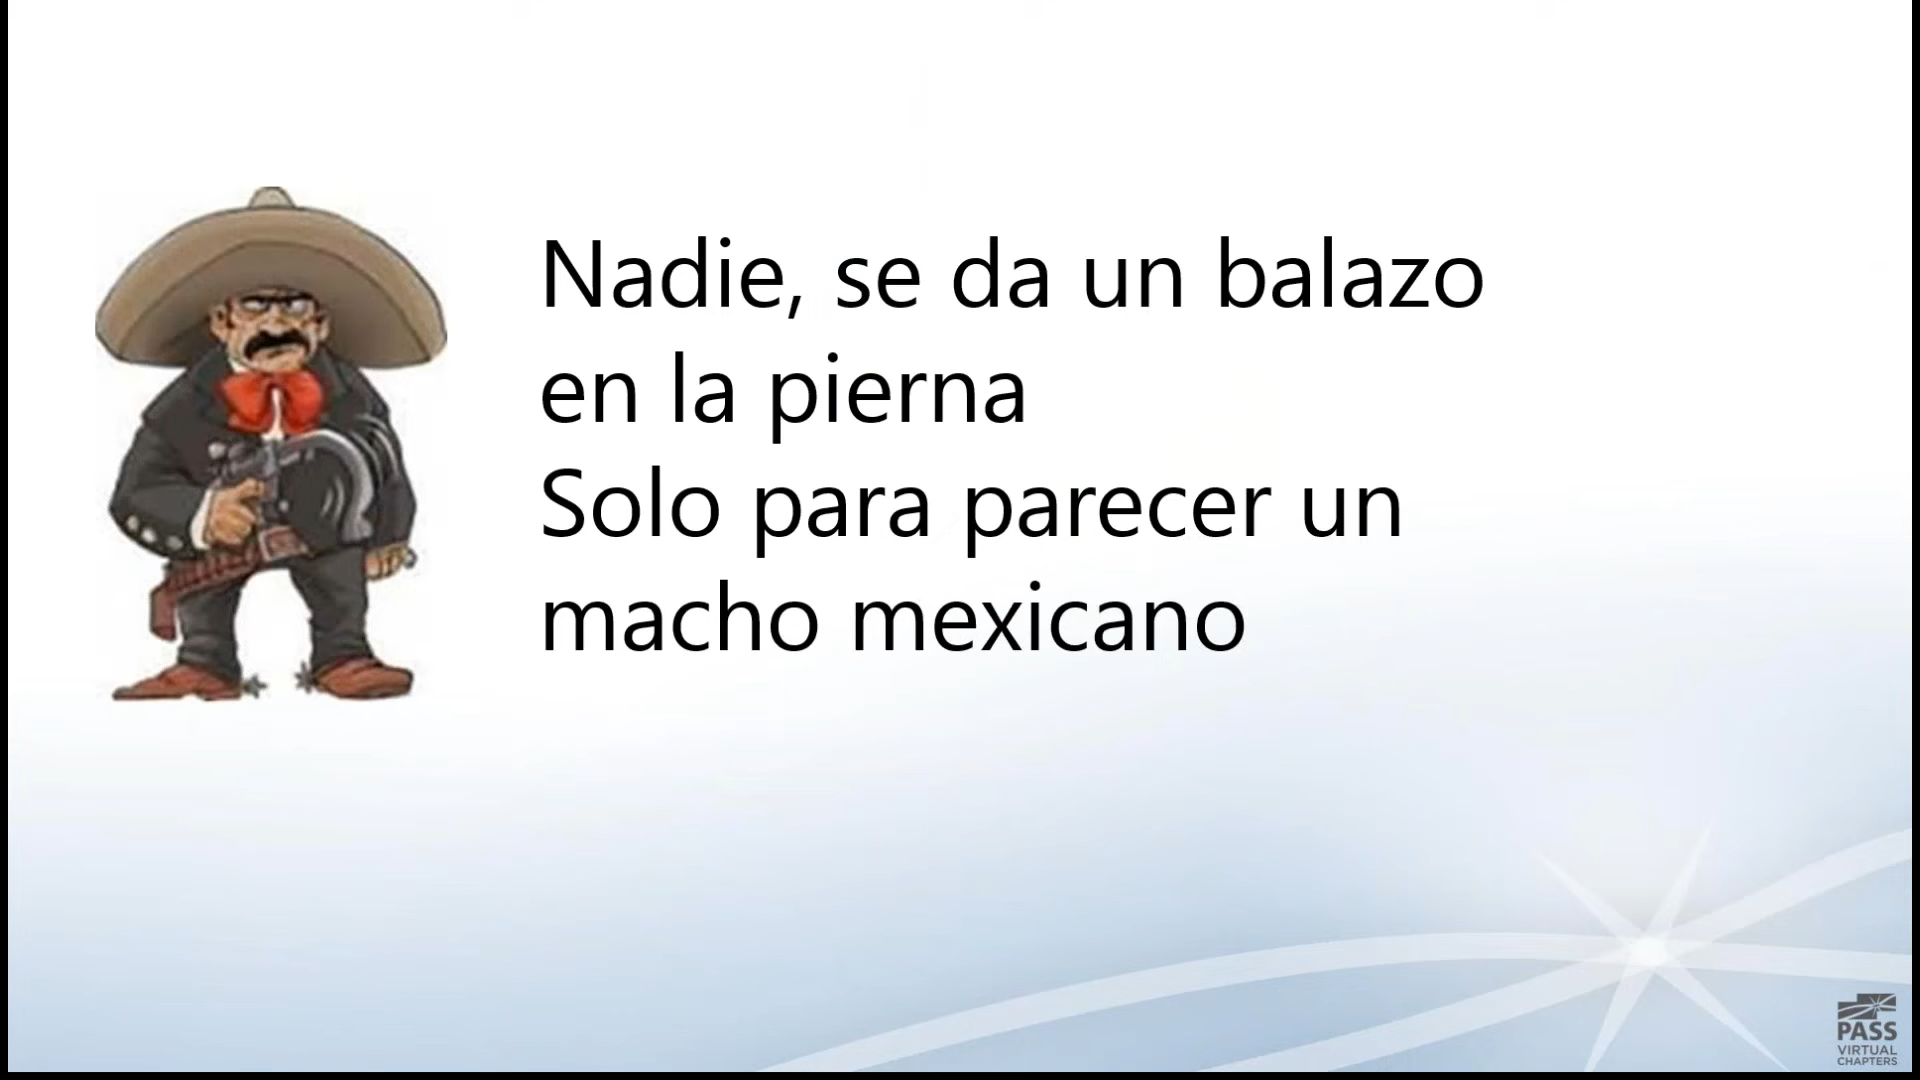 Nadie, se da un balazo
en la pierna
Solo para parecer un
macho mexicano
PASS
VIRTUAL
CHAPTERS